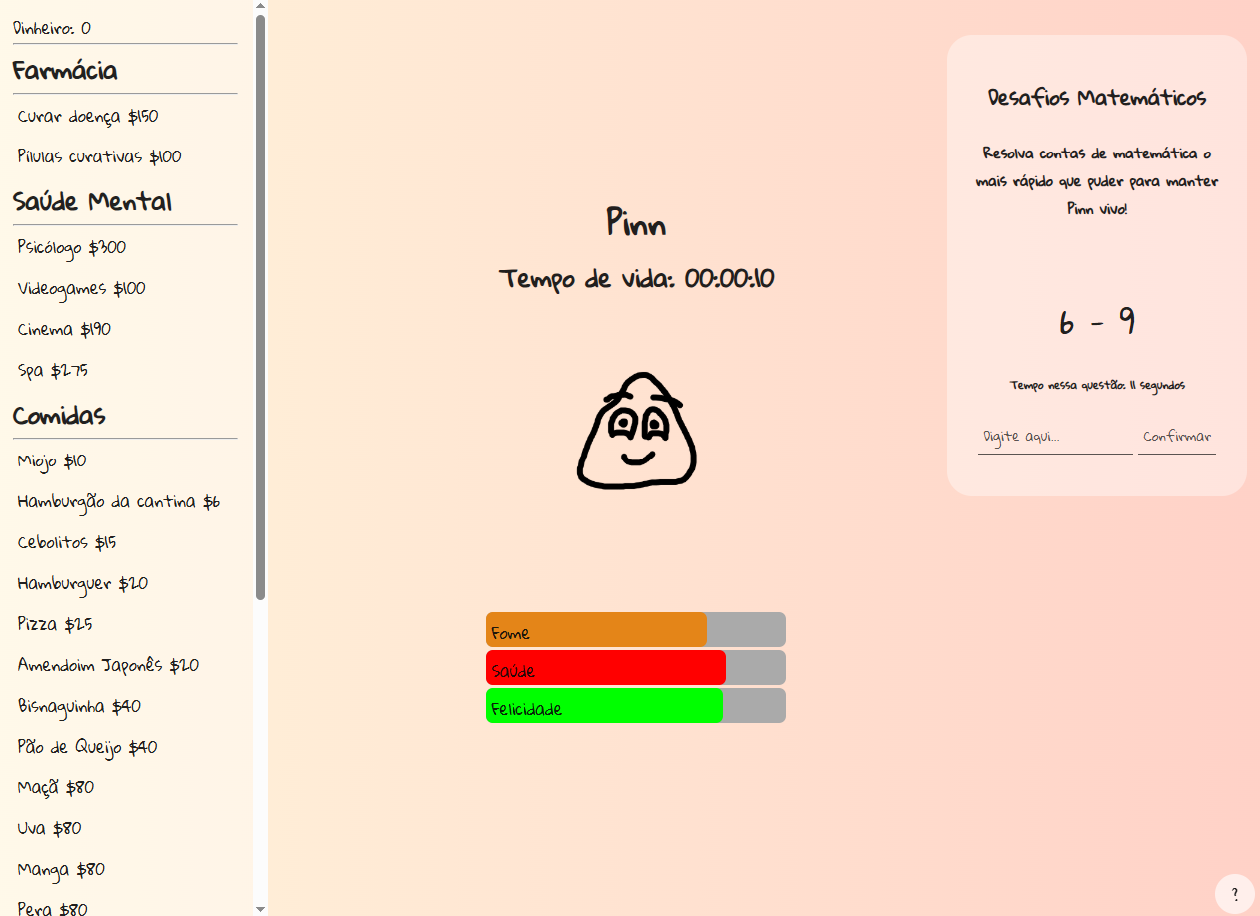 Dinheiro: 0
Farmácia
Curar doença $150
Pílulas curativas $100
Saúde Mental
Psicólogo $300
Videogames $100
Cinema $190
Spa $275
Comidas
Miojo $10
Hamburgão da cantina $6
Cebolitos $15
Hamburguer $20
Pizza $25
Amendoim Japonês $20
Bisnaguinha $40
Pão de Queijo $40
Maçã $80
Uva $80
Manga $80
Pera $80
Pinn
Tempo de vida: 00:00:10
Fome
Saúde
Felicidade
Desafios Matemáticos
Resolva contas de matemática o
mais rápido que puder para manter
Pinn vivo!
6 - 9
Tempo nessa questão: 11 segundos
Digite aqui... Confirmar
?